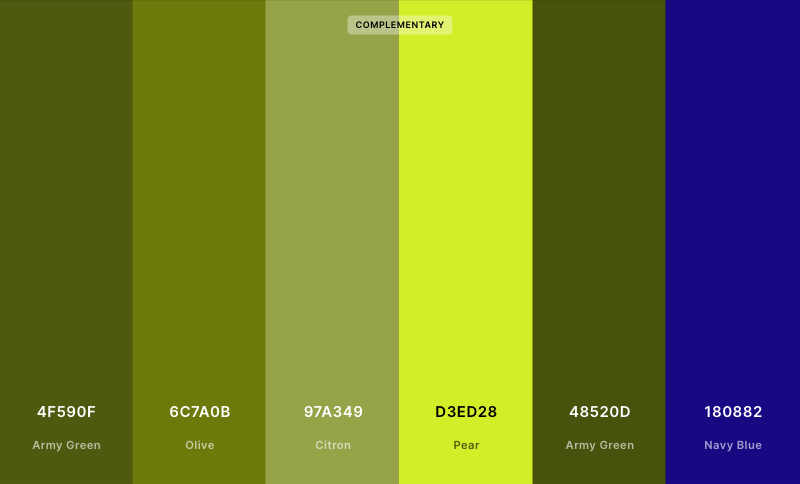 COMPLEMENTARY
4F590F 6C7A0B 97A349 D3ED28 48520D 180882
Army Green Olive Citron Pear Army Green Navy Blue